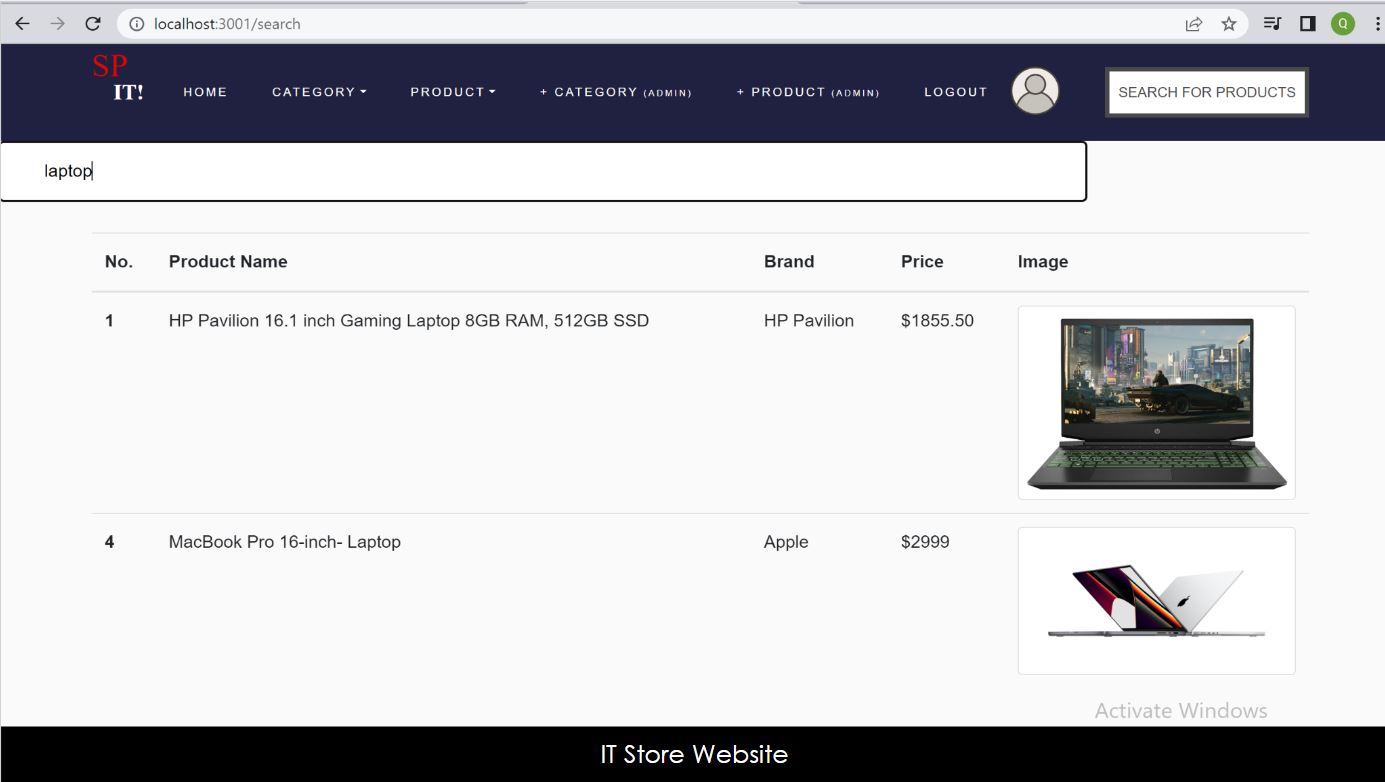 localhost:3001/search
Q
SP
IT!
HOME
CATEGORY
PRODUCT
+ CATEGORY (ADMIN)
+ PRODUCT (ADMIN)
LOGOUT
SEARCH FOR PRODUCTS
laptop
No. Product Name Brand Price Image
1 HP Pavilion 16.1 inch Gaming Laptop 8GB RAM, 512GB SSD HP Pavilion $1855.50
4 MacBook Pro 16-inch- Laptop Apple $2999
Activate Windows
IT Store Website